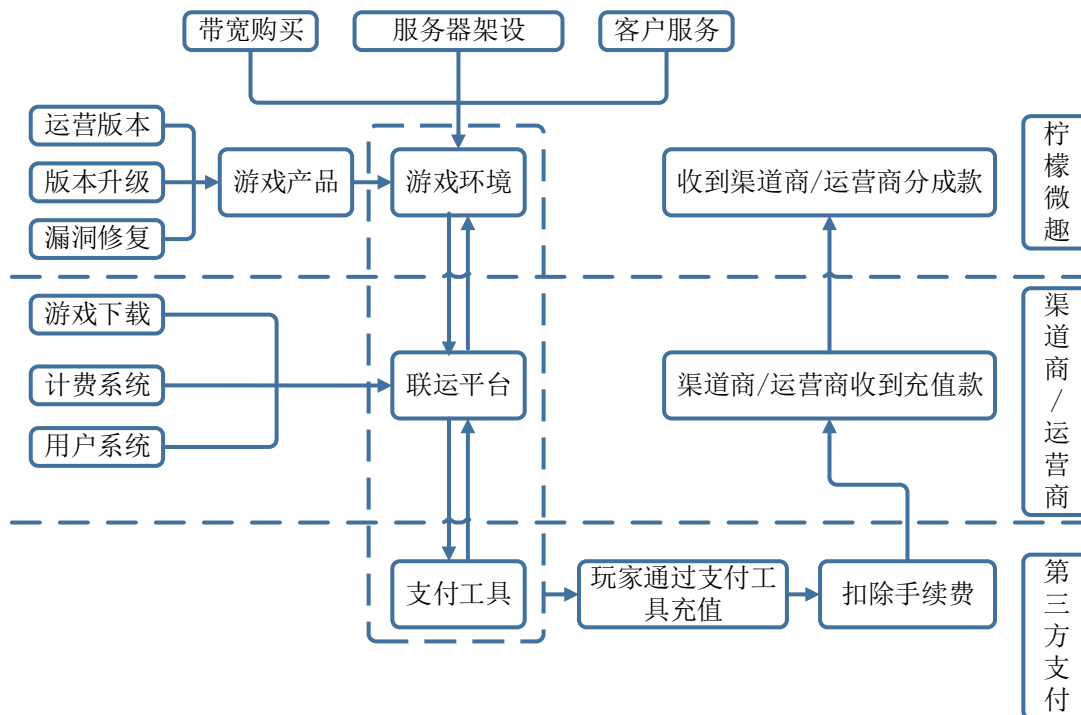 带宽购买
服务器架设
客户服务
运营版本
版本升级
漏洞修复
游戏产品
游戏环境
收到渠道商/运营商分成款
柠檬微趣
游戏下载
计费系统
用户系统
联运平台
渠道商/运营商收到充值款
渠道商/运营商
支付工具
玩家通过支付工
具充值
扣除手续费
第三方支付